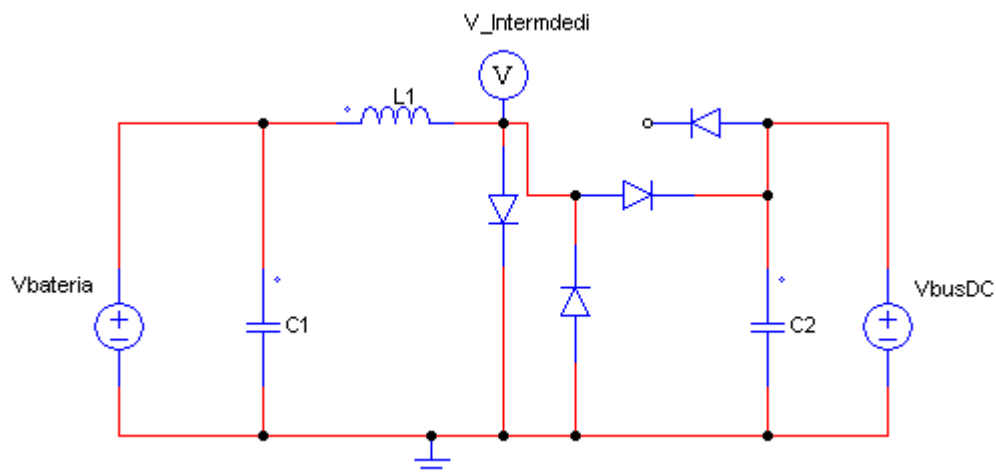 V_Intermdedi
V
L1
Vbateria
C1
C2
VbusDC